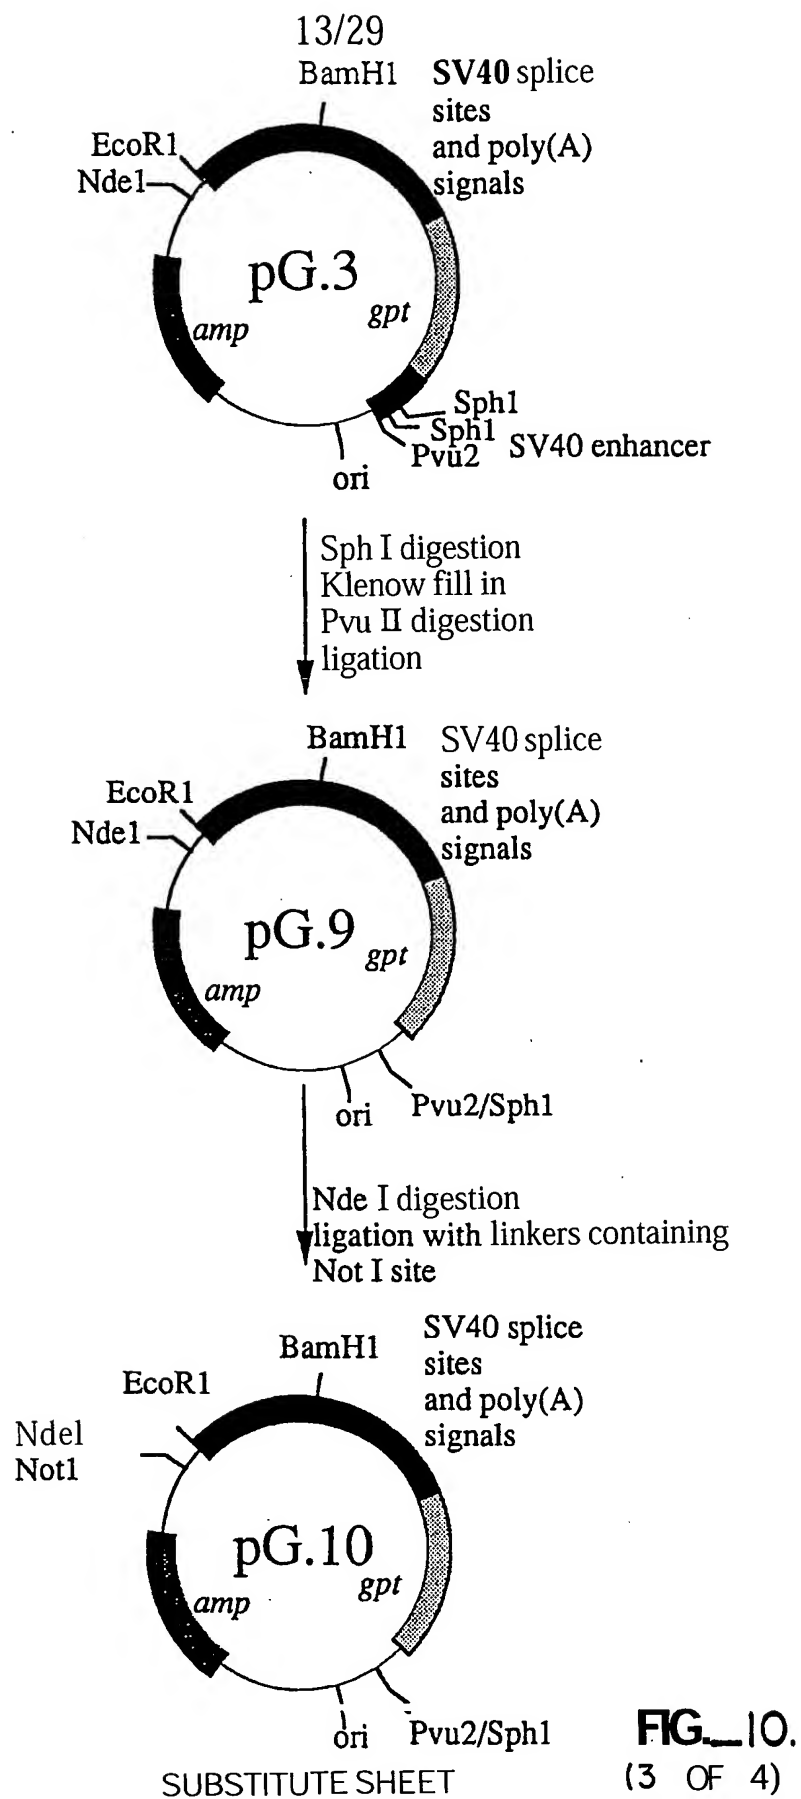 13/29
BamH1
SV40 splice
sites
and poly(A)
signals
EcoR1
Nde1
pG.3
gpt
amp
Sph1
Sph1
Pvu2
SV40 enhancer
ori
Sph I digestion
Klenow fill in
Pvu II digestion
ligation
BamH1
SV40 splice
sites
and poly(A)
signals
EcoR1
Nde1
pG.9
gpt
amp
ori
Pvu2/Sph1
Nde I digestion
ligation with linkers containing
Not I site
SV40 splice
sites
and poly(A)
signals
BamH1
EcoR1
Nde1
Not1
pG.10
gpt
amp
ori
Pvu2/Sph1
FIG._10.
(3 OF 4)
SUBSTITUTE SHEET